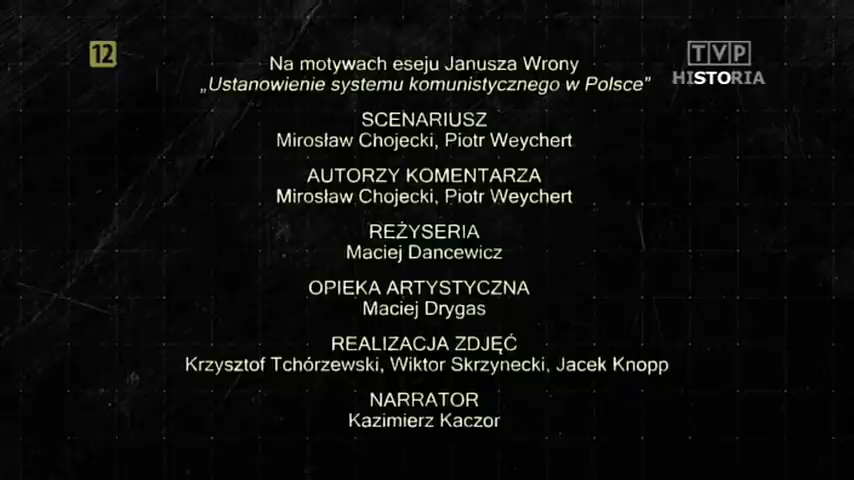 12
TVP
HISTORIA
Na motywach eseju Janusza Wrony
„Ustanowienie systemu komunistycznego w Polsce”
SCENARIUSZ
Mirosław Chojecki, Piotr Weychert
AUTORZY KOMENTARZA
Mirosław Chojecki, Piotr Weychert
REŻYSERIA
Maciej Dancewicz
OPIEKA ARTYSTYCZNA
Maciej Drygas
REALIZACJA ZDJĘĆ
Krzysztof Tchórzewski, Wiktor Skrzynecki, Jacek Knopp
NARRATOR
Kazimierz Kaczor